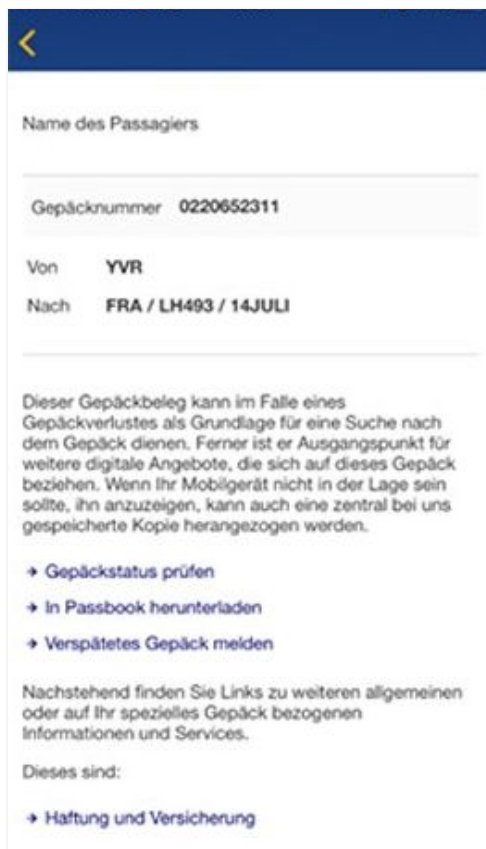 Name des Passagiers
Gepäcknummer 0220652311
Von YVR
Nach FRA / LH493 / 14JULI
Dieser Gepäckbeleg kann im Falle eines
Gepäckverlustes als Grundlage für eine Suche nach
dem Gepäck dienen. Ferner ist er Ausgangspunkt für
weitere digitale Angebote, die sich auf dieses Gepäck
beziehen. Wenn Ihr Mobilgerät nicht in der Lage sein
sollte, ihn anzuzeigen, kann auch eine zentral bei uns
gespeicherte Kopie herangezogen werden.
→ Gepäckstatus prüfen
→ In Passbook herunterladen
→ Verspätetes Gepäck melden
Nachstehend finden Sie Links zu weiteren allgemeinen
oder auf Ihr spezielles Gepäck bezogenen
Informationen und Services.
Dieses sind:
→ Haftung und Versicherung